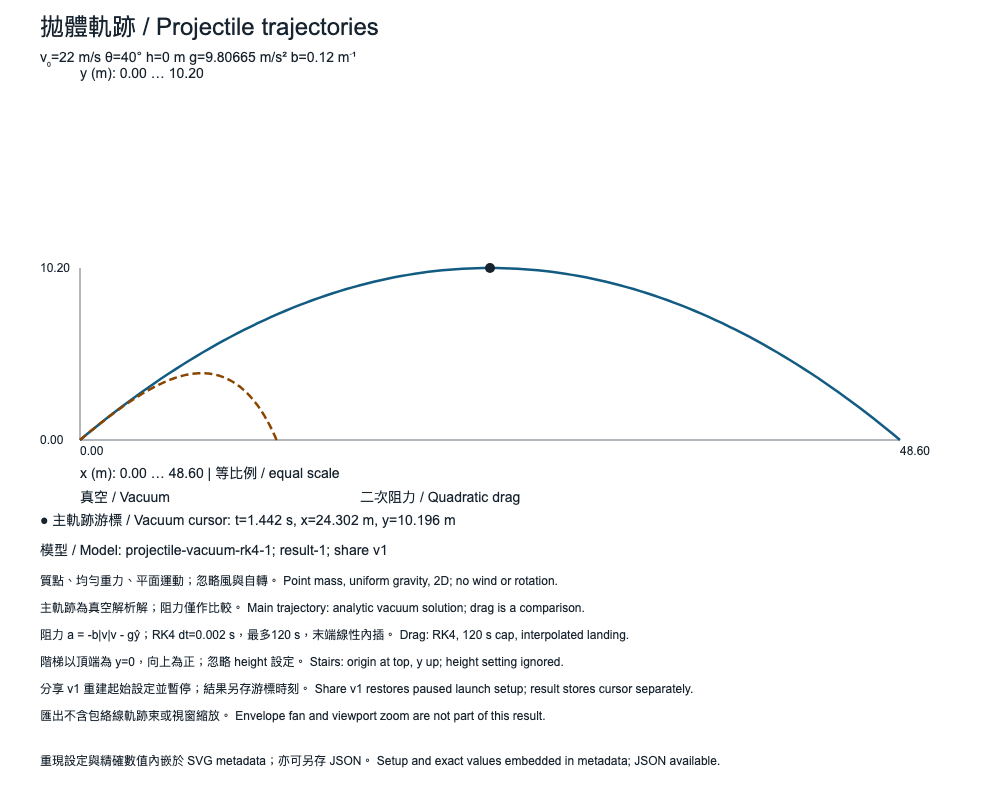 拋體軌跡 / Projectile trajectories
v₀=22 m/s θ=40° h=0 m g=9.80665 m/s² b=0.12 m⁻¹
y (m): 0.00 … 10.20
10.20
0.00
0.00 48.60
x (m): 0.00 … 48.60 | 等比例 / equal scale
真空 / Vacuum 二次阻力 / Quadratic drag
● 主軌跡游標 / Vacuum cursor: t=1.442 s, x=24.302 m, y=10.196 m
模型 / Model: projectile-vacuum-rk4-1; result-1; share v1
質點、均勻重力、平面運動；忽略風與自轉。 Point mass, uniform gravity, 2D; no wind or rotation.
主軌跡為真空解析解；阻力僅作比較。 Main trajectory: analytic vacuum solution; drag is a comparison.
阻力 a = -b|v|v - gŷ；RK4 dt=0.002 s，最多120 s，末端線性內插。 Drag: RK4, 120 s cap, interpolated landing.
階梯以頂端為 y=0，向上為正；忽略 height 設定。 Stairs: origin at top, y up; height setting ignored.
分享 v1 重建起始設定並暫停；結果另存游標時刻。 Share v1 restores paused launch setup; result stores cursor separately.
匯出不含包絡線軌跡束或視窗縮放。 Envelope fan and viewport zoom are not part of this result.
重現設定與精確數值內嵌於 SVG metadata；亦可另存 JSON。 Setup and exact values embedded in metadata; JSON available.